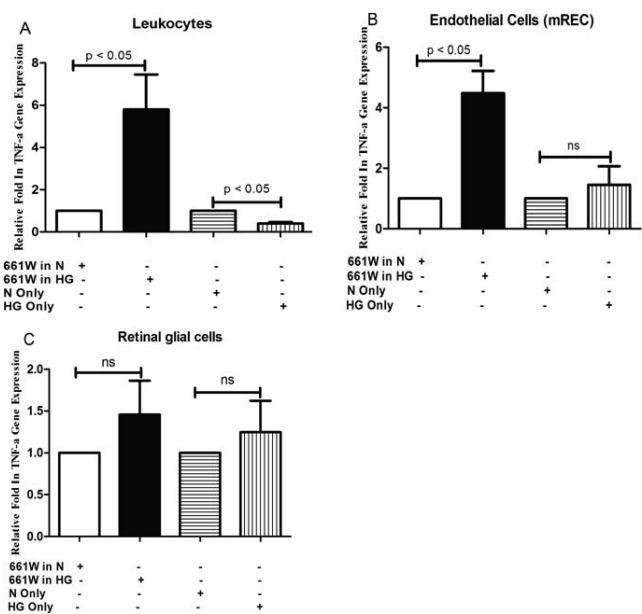 A
Leukocytes
Relative Fold In TNF-a Gene Expression
8
6
4
2
0
p < 0.05
p < 0.05
661W in N + - - -
661W in HG - + - -
N Only - - + -
HG Only - - - +
B
Endothelial Cells (mREC)
Relative Fold In TNF-a Gene Expression
6
4
2
0
p < 0.05
ns
661W in N + - - -
661W in HG - + - -
N Only - - + -
HG Only - - - +
C
Retinal glial cells
Relative Fold In TNF-a Gene Expression
2.0
1.5
1.0
0.5
0.0
ns
ns
661W in N + - - -
661W in HG - + - -
N Only - - + -
HG Only - - - +